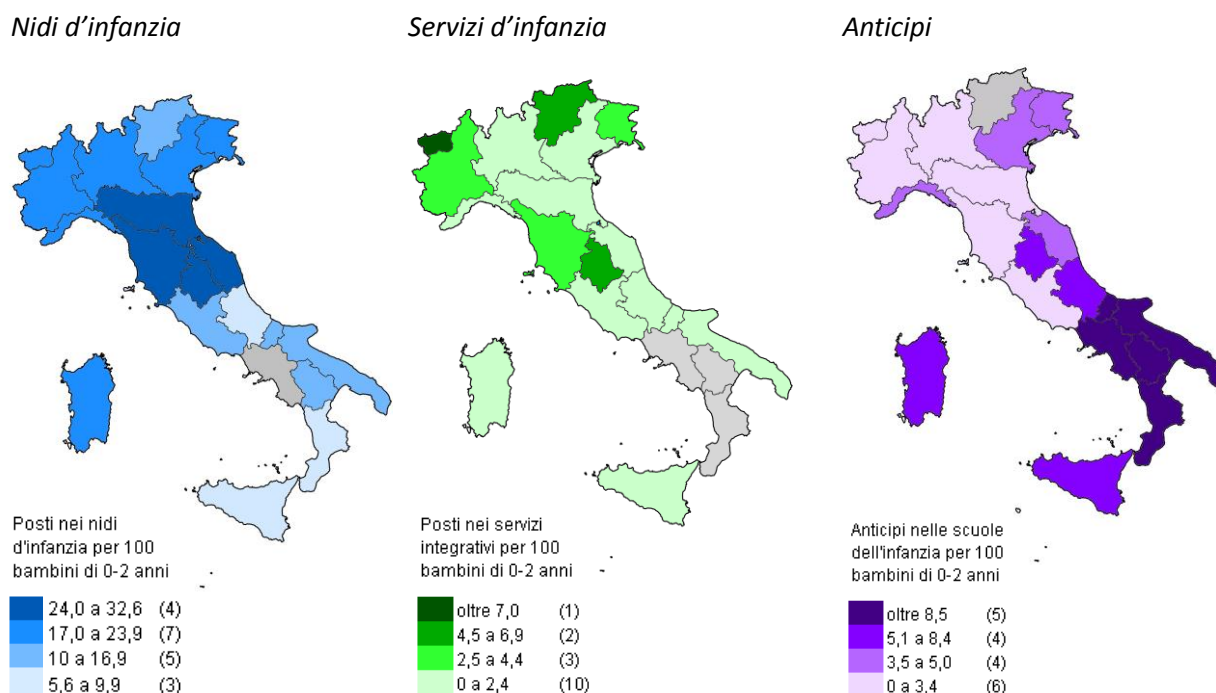 Nidi d'infanzia
Servizi d'infanzia
Anticipi
Posti nei nidi
d'infanzia per 100
bambini di 0-2 anni
24,0 a 32,6 (4)
17,0 a 23,9 (7)
10 a 16,9 (5)
5,6 a 9,9 (3)
Posti nei servizi
integrativi per 100
bambini di 0-2 anni
oltre 7,0 (1)
4,5 a 6,9 (2)
2,5 a 4,4 (3)
0 a 2,4 (10)
Anticipi nelle scuole
dell'infanzia per 100
bambini di 0-2 anni
oltre 8,5 (5)
5,1 a 8,4 (4)
3,5 a 5,0 (4)
0 a 3,4 (6)